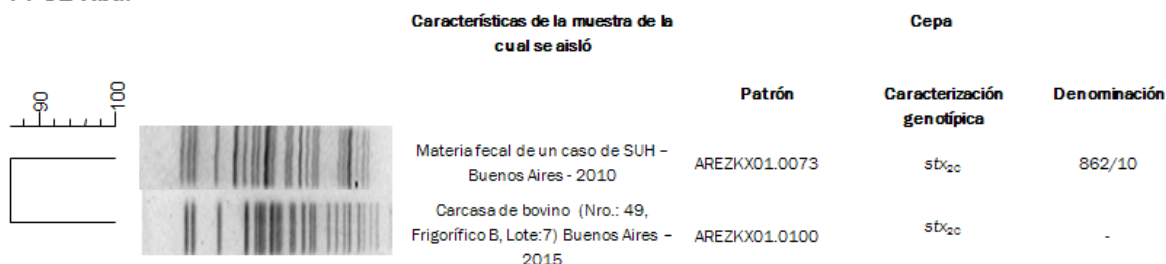 Características de la muestra de la
cual se aisló
Cepa
90
100
Patrón
Caracterización
genotípica
Denominación
Materia fecal de un caso de SUH –
Buenos Aires - 2010
AREZKX01.0073
stx2c
862/10
Carcasa de bovino (Nro.: 49,
Frigorífico B, Lote:7) Buenos Aires –
2015
AREZKX01.0100
stx2c
-